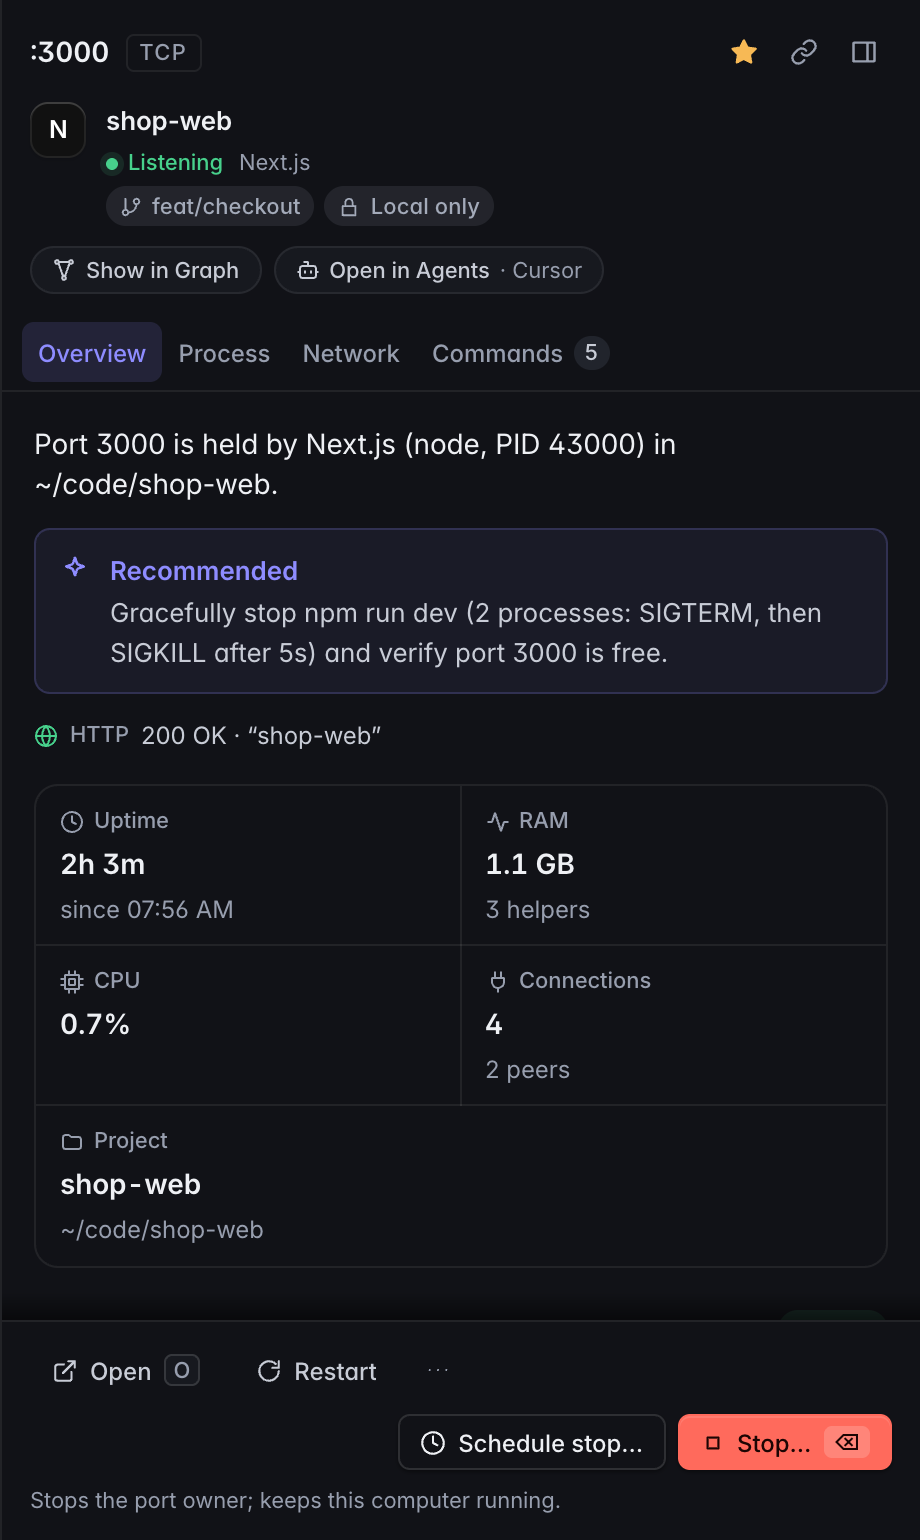 :3000 TCP
N
shop-web
Listening Next.js
feat/checkout Local only
Show in Graph Open in Agents · Cursor
Overview Process Network Commands 5
Port 3000 is held by Next.js (node, PID 43000) in
~/code/shop-web.
Recommended
Gracefully stop npm run dev (2 processes: SIGTERM, then
SIGKILL after 5s) and verify port 3000 is free.
HTTP 200 OK · “shop-web”
Uptime
2h 3m
since 07:56 AM
RAM
1.1 GB
3 helpers
CPU
0.7%
Connections
4
2 peers
Project
shop-web
~/code/shop-web
Open O Restart ...
Schedule stop... Stop...
Stops the port owner; keeps this computer running.